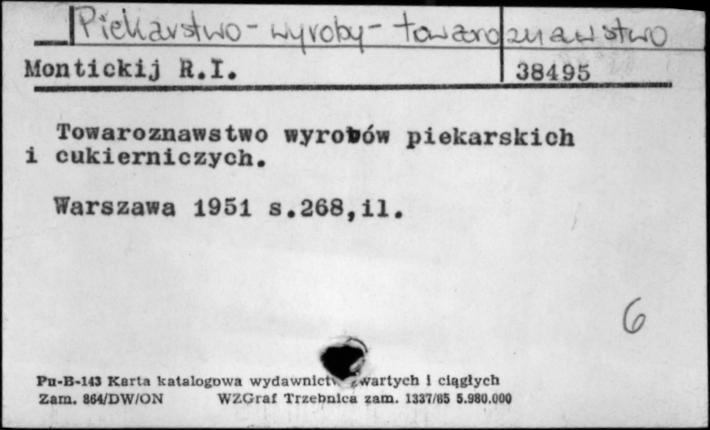 Piekarstwo - wyroby - towaroznawstwo
Montickij R.I. 38495
Towaroznawstwo wyrobów piekarskich
i cukierniczych.
Warszawa 1951 s.268,il.
6
Pu-B-143 Karta katalogowa wydawnictw zwartych i ciągłych
Zam. 864/DW/ON WZGraf Trzebnica zam. 1337/85 5.980.000